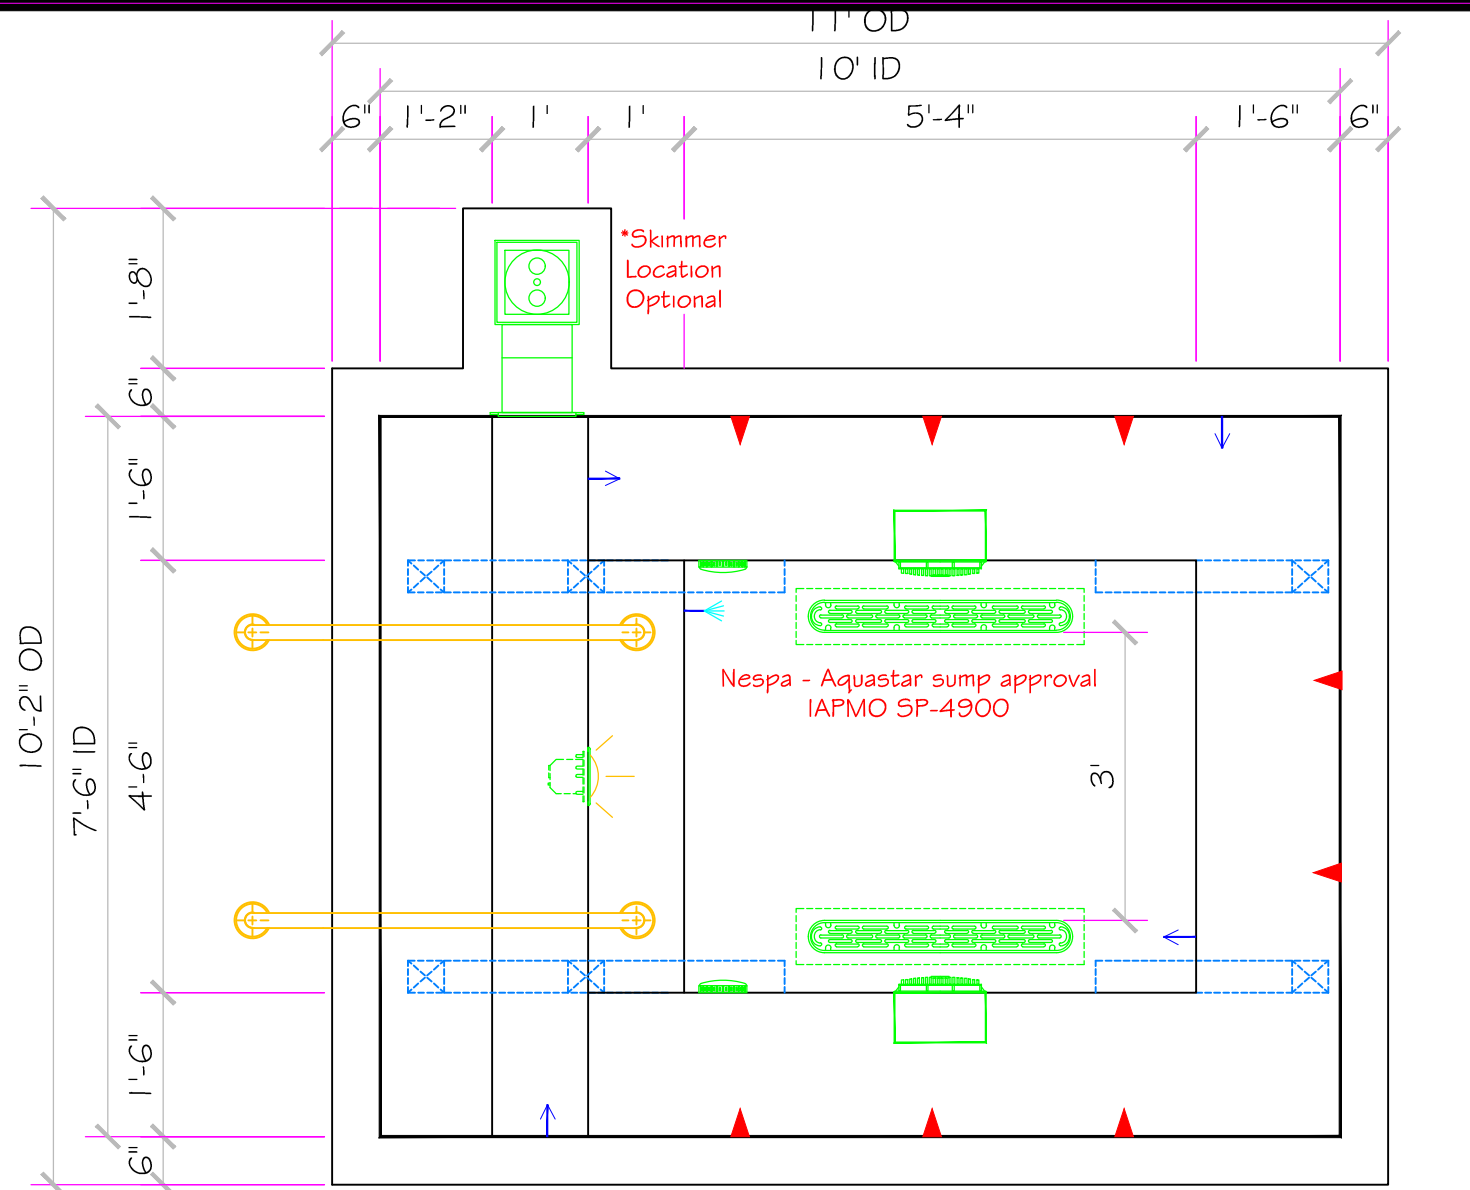 11' OD
10' ID
6" 1'-2" 1' 1' 5'-4" 1'-6" 6"
*Skimmer
Location
Optional
1'-8"
6"
1'-6"
4'-6"
1'-6"
6"
10'-2" OD
7'-6" ID
Nespa - Aquastar sump approval
IAPMO SP-4900
3'